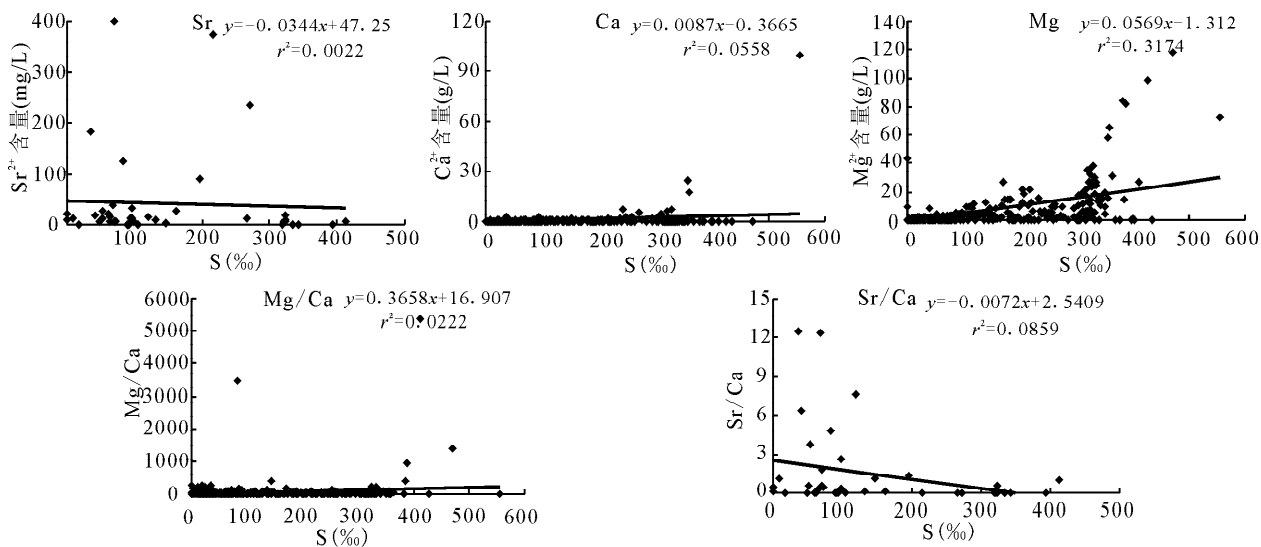 Sr y=−0.0344x+47.25
r²=0.0022
Sr²⁺含量(mg/L)
400
300
200
100
0
100 200 300 400 500
S(‰)
Ca y=0.0087x−0.3665
r²=0.0558
Ca²⁺含量(g/L)
120
90
60
30
0
0 100 200 300 400 500 600
S(‰)
Mg y=0.0569x−1.312
r²=0.3174
Mg²⁺含量(g/L)
140
120
100
80
60
40
20
0
0 100 200 300 400 500 600
S(‰)
Mg/Ca y=0.3658x+16.907
r²=0.0222
Mg/Ca
6000
5000
4000
3000
2000
1000
0
0 100 200 300 400 500 600
S(‰)
Sr/Ca y=−0.0072x+2.5409
r²=0.0859
Sr/Ca
15
12
9
6
3
0
0 100 200 300 400 500
S(‰)